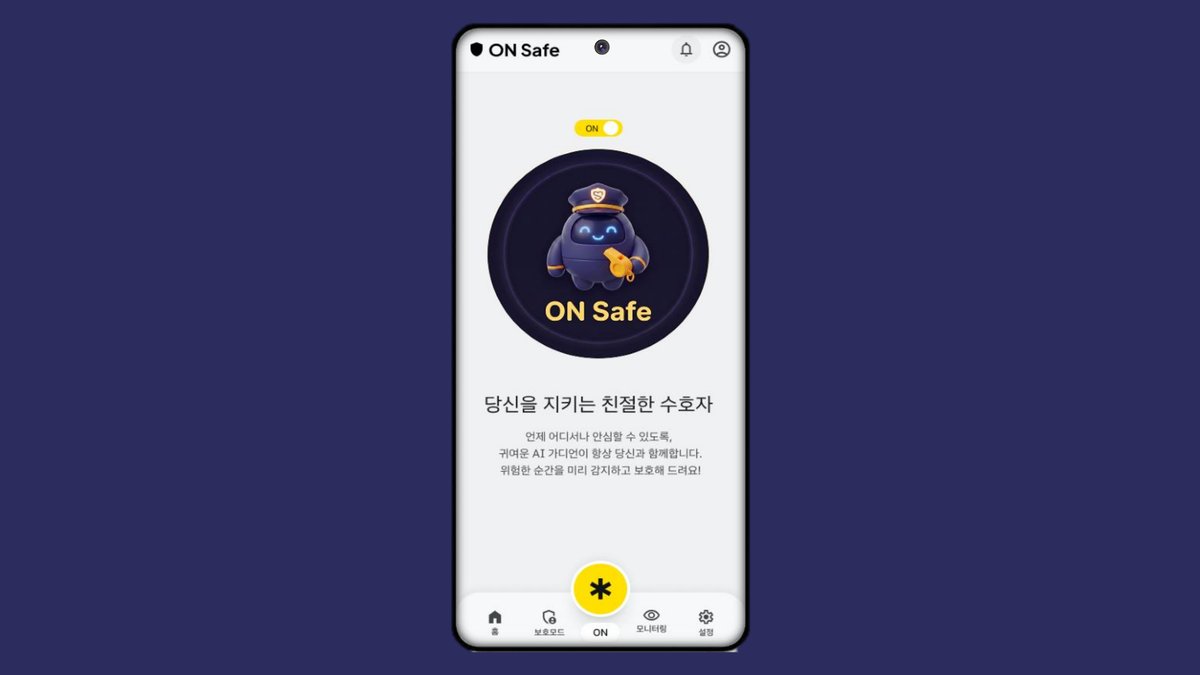 ON Safe
ON
ON Safe
당신을 지키는 친절한 수호자
언제 어디서나 안심할 수 있도록,
귀여운 AI 가디언이 항상 당신과 함께합니다.
위험한 순간을 미리 감지하고 보호해 드려요!
홈
보호모드
ON
모니터링
설정